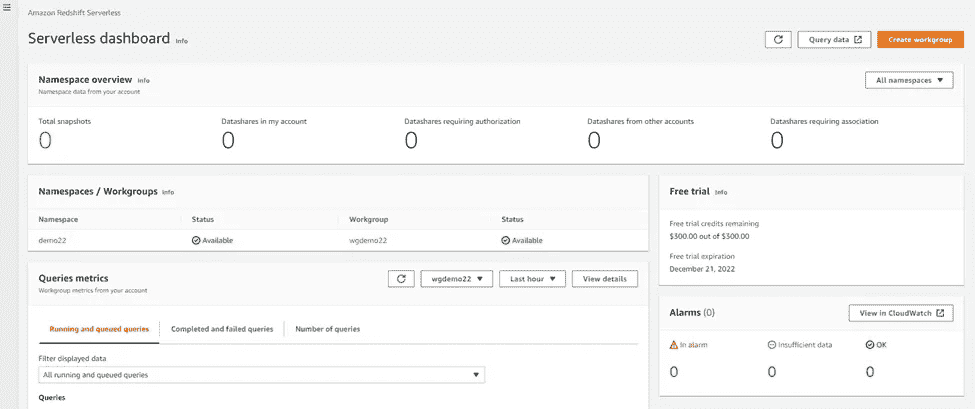 Amazon Redshift Serverless
Serverless dashboard Info
Query data
Create workgroup
Namespace overview Info
Namespace data from your account
All namespaces
Total snapshots
0
Datashares in my account
0
Datashares requiring authorization
0
Datashares from other accounts
0
Datashares requiring association
0
Namespaces / Workgroups Info
Namespace Status Workgroup Status
demo22 Available wgdemo22 Available
Free trial Info
Free trial credits remaining
$300.00 out of $300.00
Free trial expiration
December 21, 2022
Queries metrics
Workgroup metrics from your account
wgdemo22
Last hour
View details
Running and queued queries
Completed and failed queries
Number of queries
Filter displayed data
All running and queued queries
Queries
Alarms (0)
View in CloudWatch
In alarm
0
Insufficient data
0
OK
0